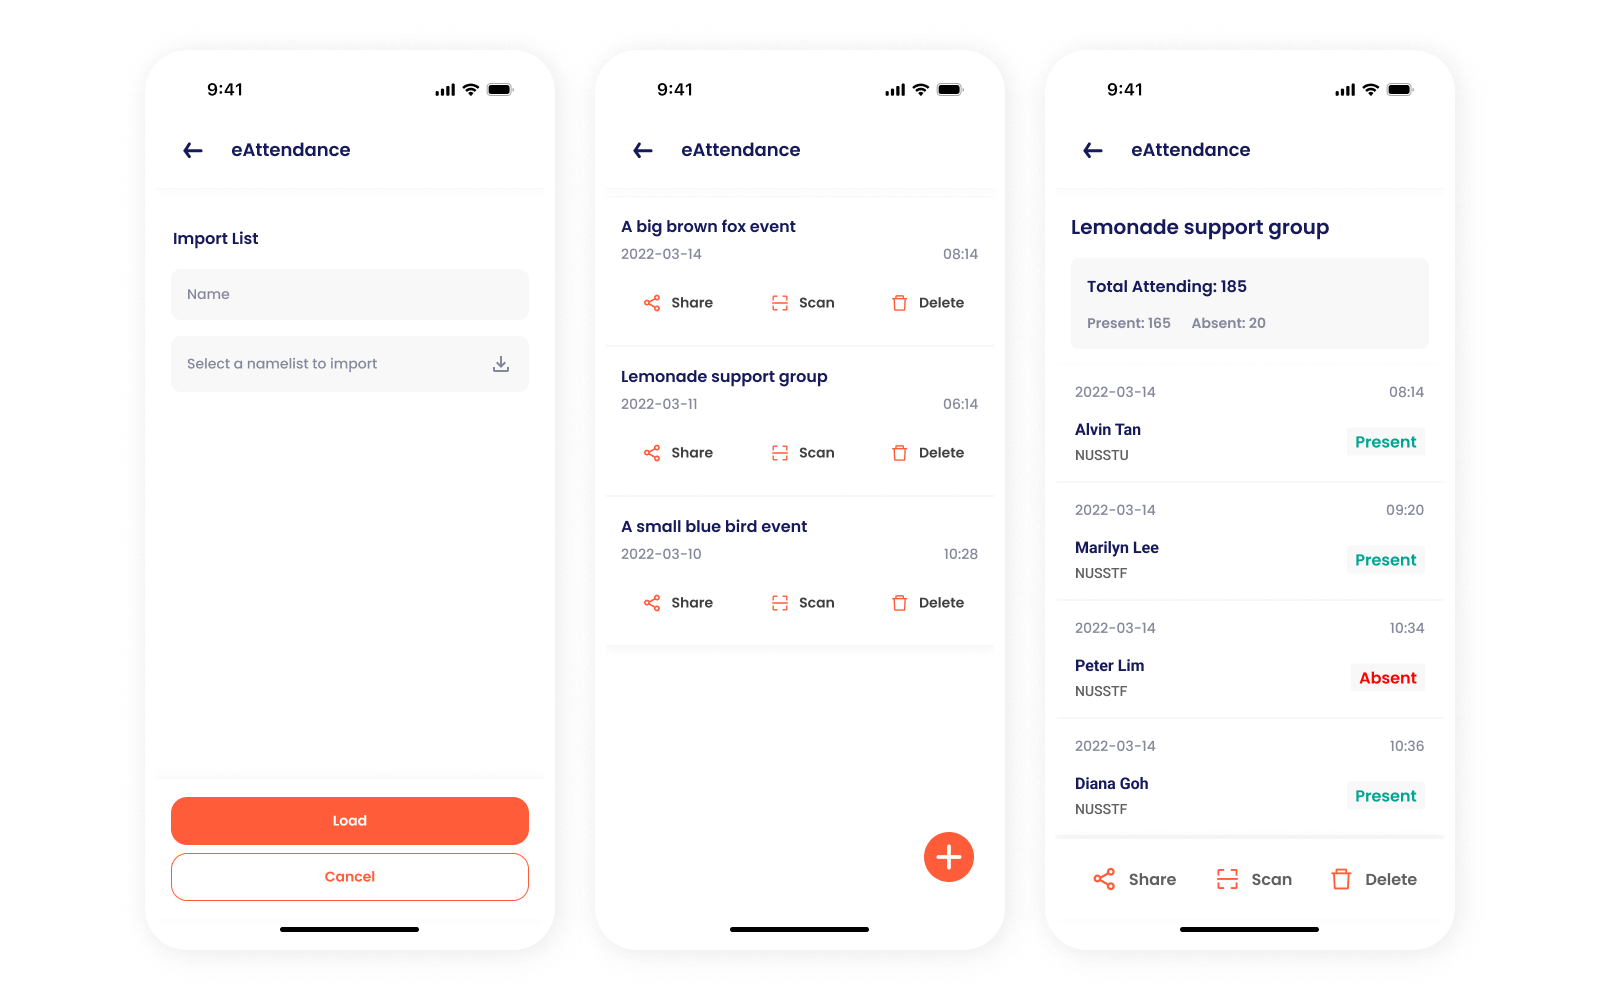 9:41
eAttendance
Import List
Name
Select a namelist to import
Load
Cancel
9:41
eAttendance
A big brown fox event
2022-03-14 08:14
Share Scan Delete
Lemonade support group
2022-03-11 06:14
Share Scan Delete
A small blue bird event
2022-03-10 10:28
Share Scan Delete
9:41
eAttendance
Lemonade support group
Total Attending: 185
Present: 165 Absent: 20
2022-03-14 08:14
Alvin Tan
Present
NUSSTU
2022-03-14 09:20
Marilyn Lee
Present
NUSSTF
2022-03-14 10:34
Peter Lim
Absent
NUSSTF
2022-03-14 10:36
Diana Goh
Present
NUSSTF
Share Scan Delete